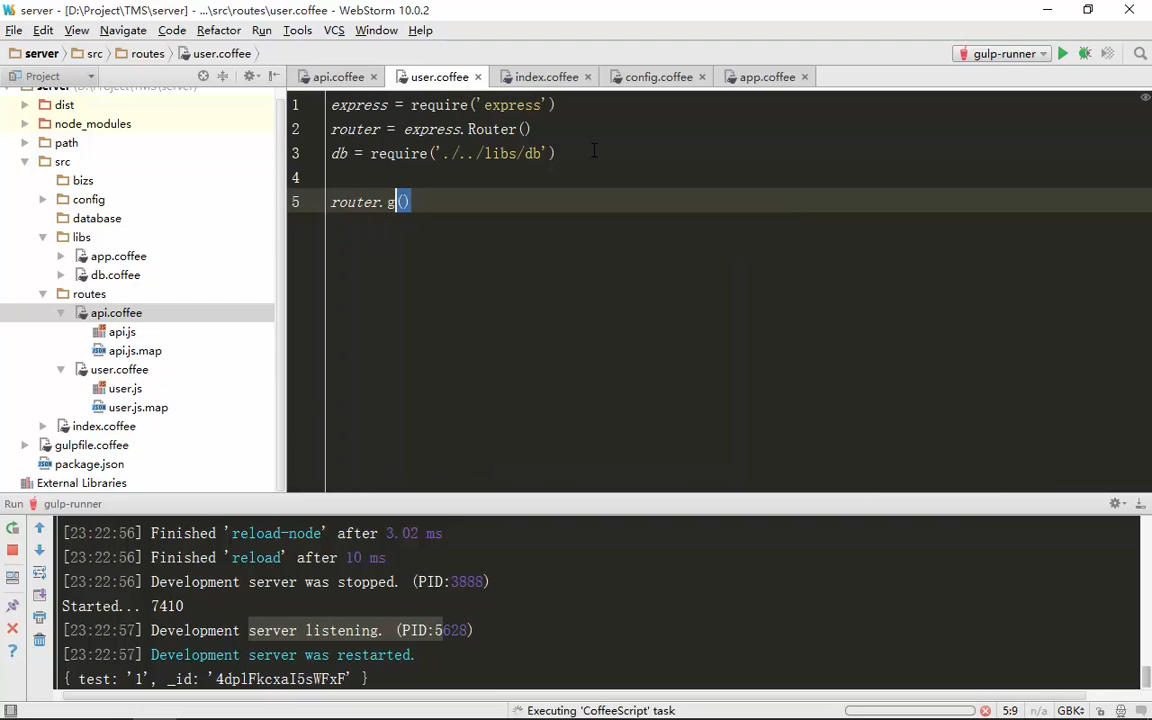 server - [D:\Project\TMS\server] - ...\src\routes\user.coffee - WebStorm 10.0.2
File Edit View Navigate Code Refactor Run Tools VCS Window Help
server src routes user.coffee gulp-runner
Project api.coffee user.coffee index.coffee config.coffee app.coffee
server D:\Project\TMS\server)
dist
node_modules
path
src
bizs
config
database
libs
app.coffee
db.coffee
routes
api.coffee
api.js
api.js.map
user.coffee
user.js
user.js.map
index.coffee
gulpfile.coffee
package.json
External Libraries
1 express = require('express')
2 router = express.Router()
3 db = require('./../libs/db')
4
5 router.g()
Run gulp-runner
[23:22:56] Finished 'reload-node' after 3.02 ms
[23:22:56] Finished 'reload' after 10 ms
[23:22:56] Development server was stopped. (PID:3888)
Started... 7410
[23:22:57] Development server listening. (PID:5628)
[23:22:57] Development server was restarted.
{ test: '1', _id: '4dplFkcxaI5sWFxF' }
Executing 'CoffeeScript' task 5:9 n/a GBK